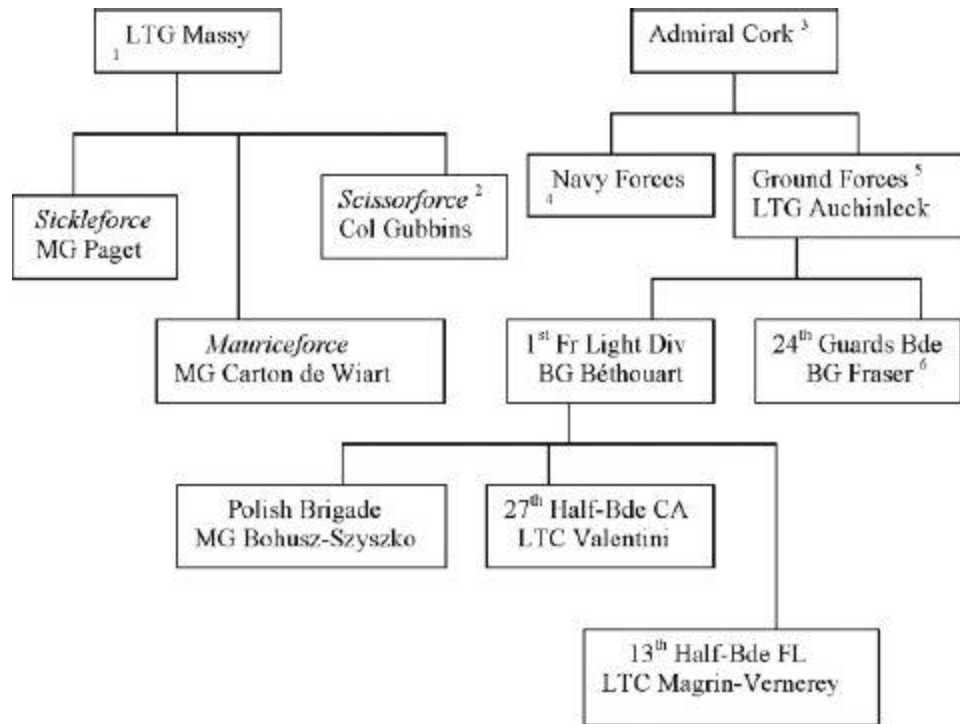 LTG Massy
1
Admiral Cork 3
Sickleforce
MG Paget
Scissorforce 2
Col Gubbins
Navy Forces
4
Ground Forces 5
LTG Auchinleck
Mauriceforce
MG Carton de Wiart
1st Fr Light Div
BG Béthouart
24th Guards Bde
BG Fraser 6
Polish Brigade
MG Bohusz-Szyszko
27th Half-Bde CA
LTC Valentini
13th Half-Bde FL
LTC Magrin-Vernerey